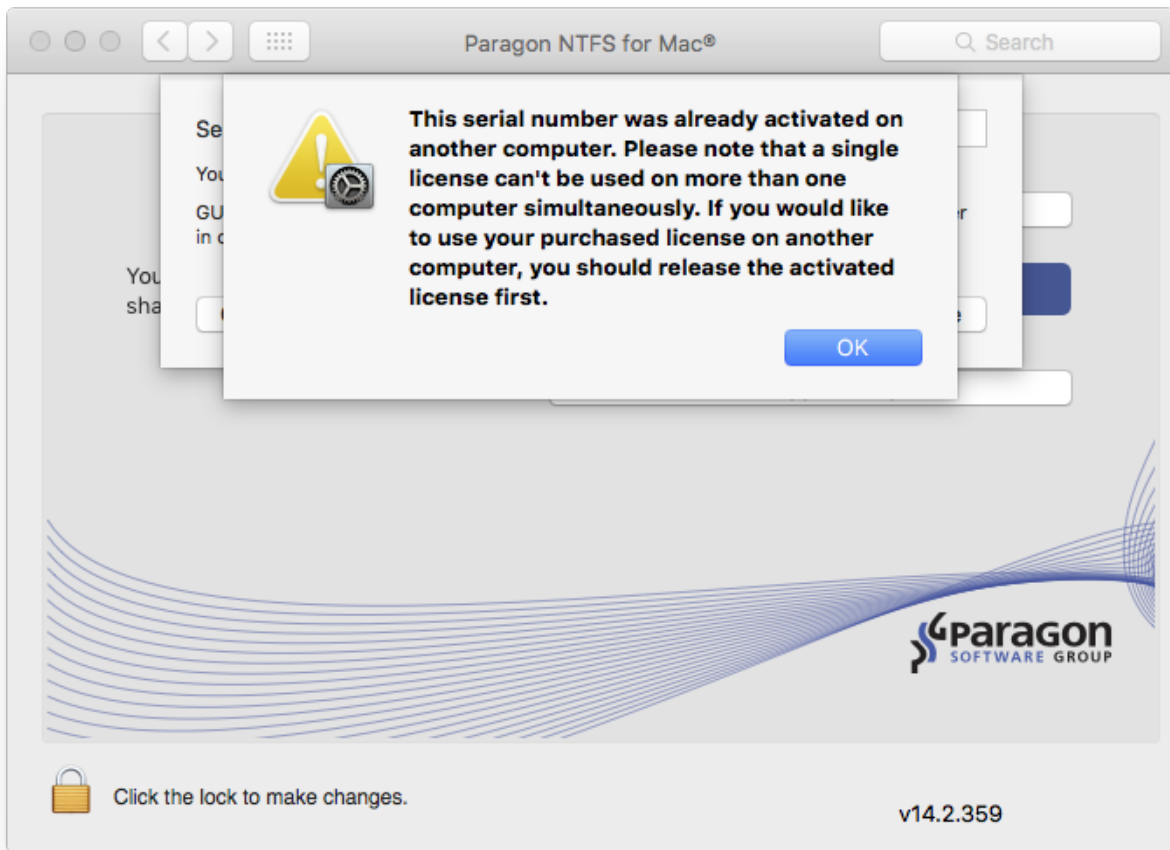 Paragon NTFS for Mac®
Search
This serial number was already activated on
another computer. Please note that a single
license can't be used on more than one
computer simultaneously. If you would like
to use your purchased license on another
computer, you should release the activated
license first.
OK
in
Paragon
SOFTWARE GROUP
Click the lock to make changes.
v14.2.359